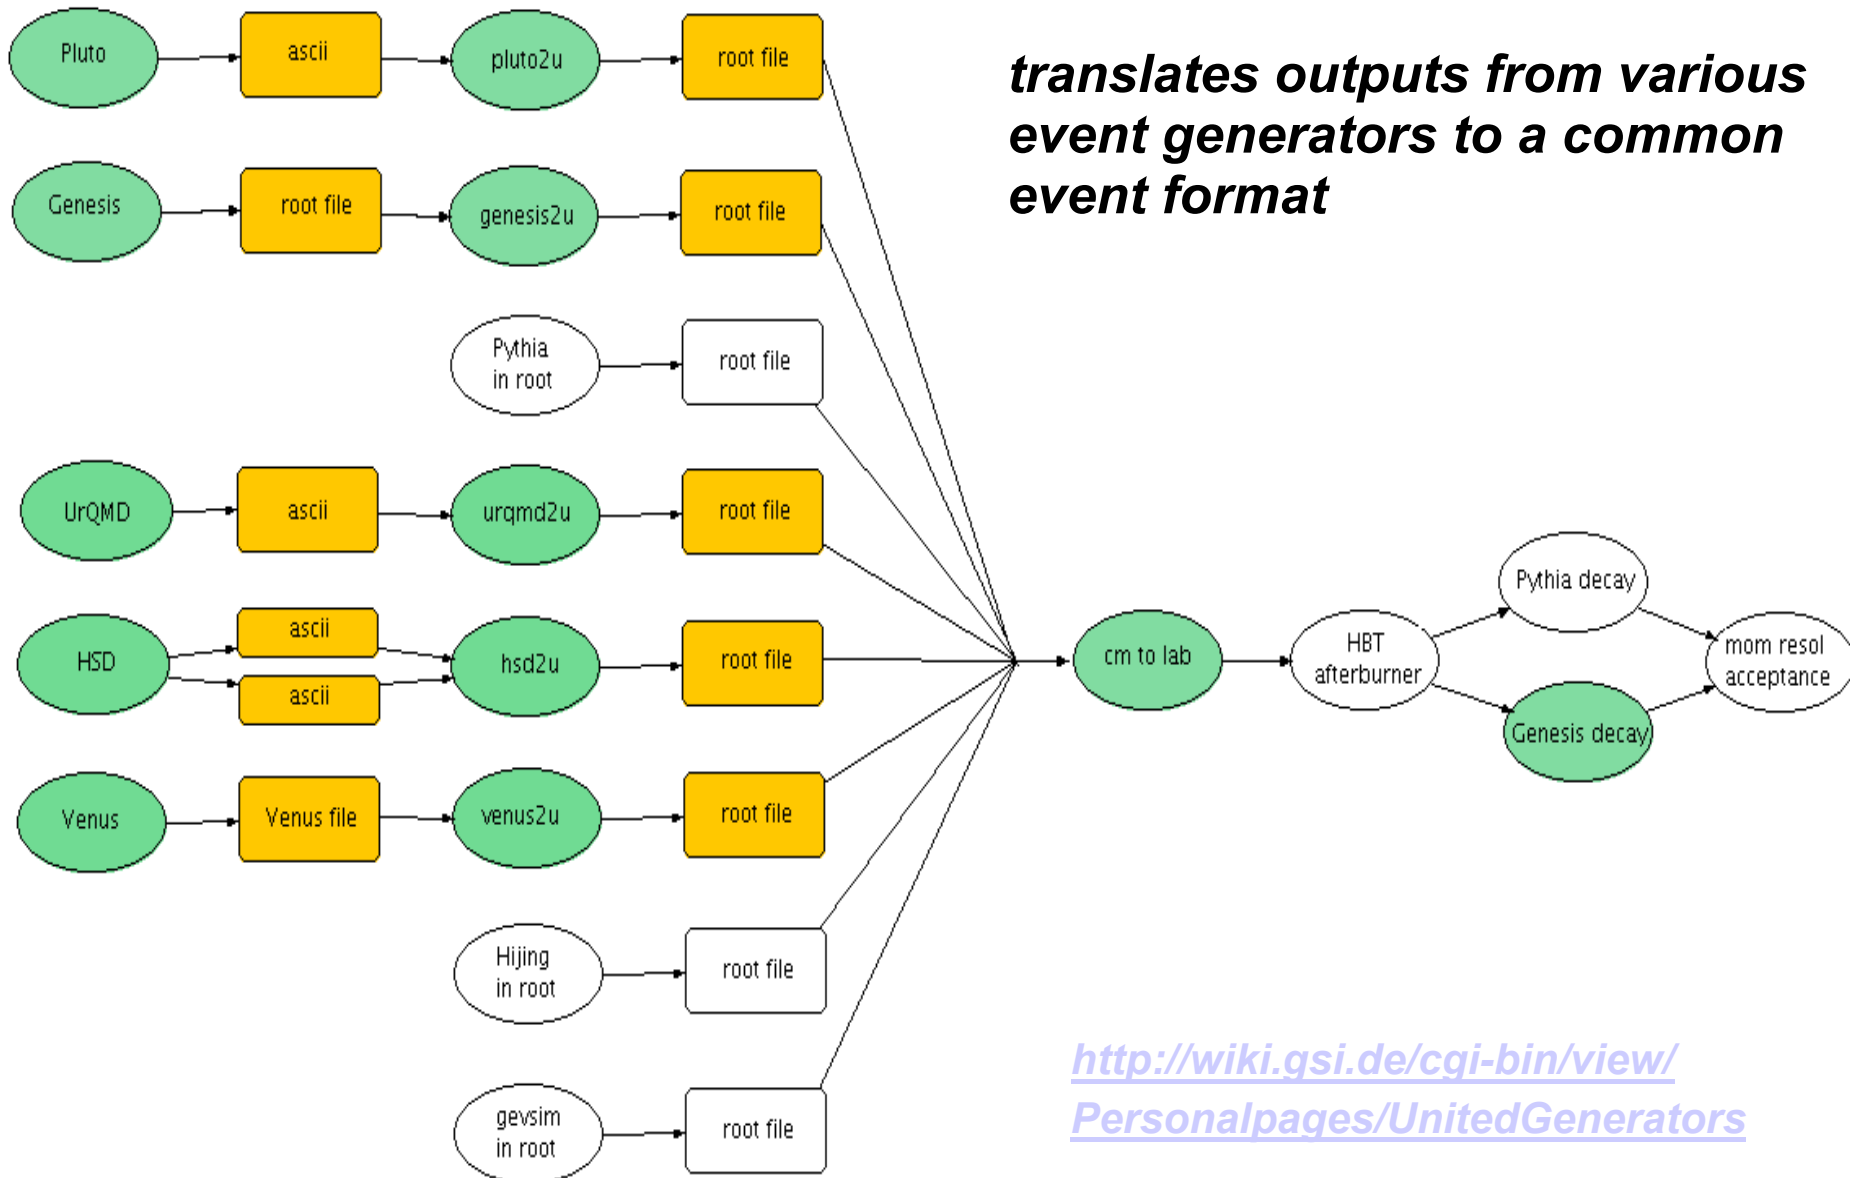 Pluto
ascii
pluto2u
root file
translates outputs from various
event generators to a common
event format
Genesis
root file
genesis2u
root file
Pythia
in root
root file
UrQMD
ascii
urqmd2u
root file
HSD
ascii
ascii
hsd2u
root file
cm to lab
HBT
afterburner
Pythia decay
Genesis decay
mom resol
acceptance
Venus
Venus file
venus2u
root file
Hijing
in root
root file
gevsim
in root
root file
http://wiki.gsi.de/cgi-bin/view/
Personalpages/UnitedGenerators